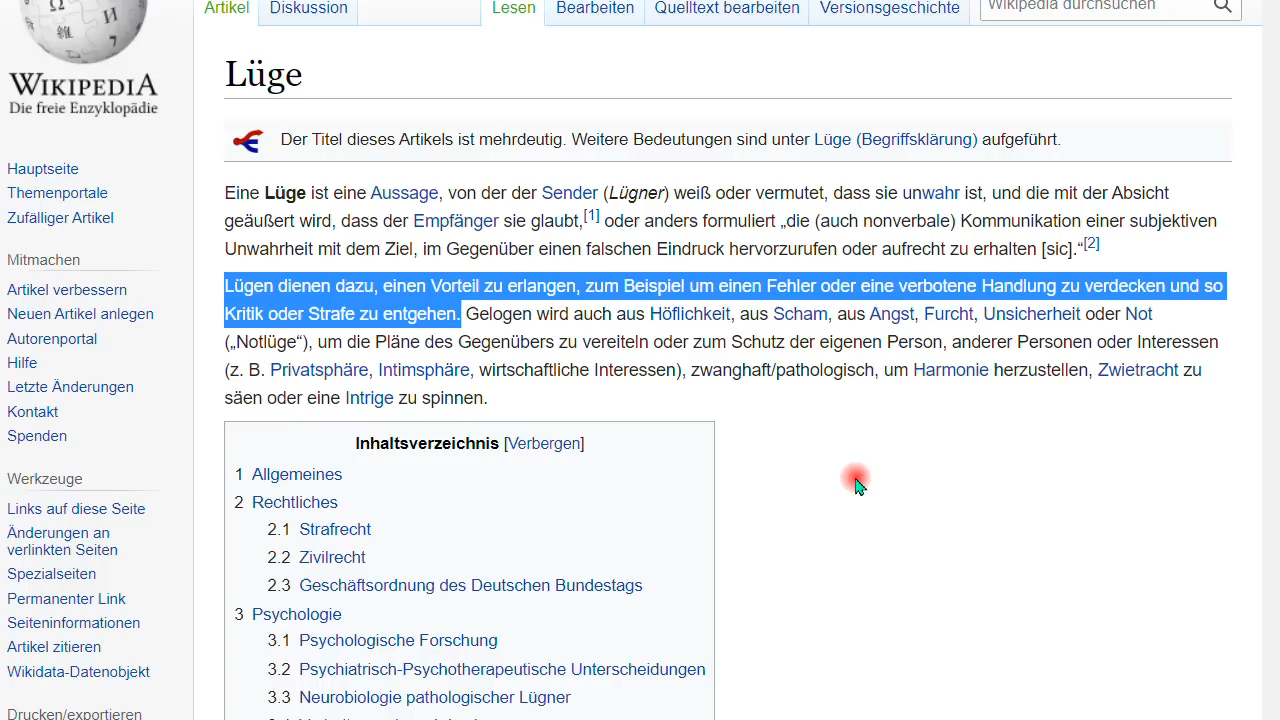 Artikel Diskussion Lesen Bearbeiten Quelltext bearbeiten Versionsgeschichte Wikipedia durchsuchen
WIKIPEDIA
Die freie Enzyklopädie
Hauptseite
Themenportale
Zufälliger Artikel
Mitmachen
Artikel verbessern
Neuen Artikel anlegen
Autorenportal
Hilfe
Letzte Änderungen
Kontakt
Spenden
Werkzeuge
Links auf diese Seite
Änderungen an
verlinkten Seiten
Spezialseiten
Permanenter Link
Seiteninformationen
Artikel zitieren
Wikidata-Datenobjekt
Drucken/exportieren
Lüge
Der Titel dieses Artikels ist mehrdeutig. Weitere Bedeutungen sind unter Lüge (Begriffsklärung) aufgeführt.
Eine Lüge ist eine Aussage, von der der Sender (Lügner) weiß oder vermutet, dass sie unwahr ist, und die mit der Absicht
geäußert wird, dass der Empfänger sie glaubt,[1] oder anders formuliert „die (auch nonverbale) Kommunikation einer subjektiven
Unwahrheit mit dem Ziel, im Gegenüber einen falschen Eindruck hervorzurufen oder aufrecht zu erhalten [sic].“[2]
Lügen dienen dazu, einen Vorteil zu erlangen, zum Beispiel um einen Fehler oder eine verbotene Handlung zu verdecken und so
Kritik oder Strafe zu entgehen. Gelogen wird auch aus Höflichkeit, aus Scham, aus Angst, Furcht, Unsicherheit oder Not
(„Notlüge“), um die Pläne des Gegenübers zu vereiteln oder zum Schutz der eigenen Person, anderer Personen oder Interessen
(z. B. Privatsphäre, Intimsphäre, wirtschaftliche Interessen), zwanghaft/pathologisch, um Harmonie herzustellen, Zwietracht zu
säen oder eine Intrige zu spinnen.
Inhaltsverzeichnis [Verbergen]
1 Allgemeines
2 Rechtliches
2.1 Strafrecht
2.2 Zivilrecht
2.3 Geschäftsordnung des Deutschen Bundestags
3 Psychologie
3.1 Psychologische Forschung
3.2 Psychiatrisch-Psychotherapeutische Unterscheidungen
3.3 Neurobiologie pathologischer Lügner